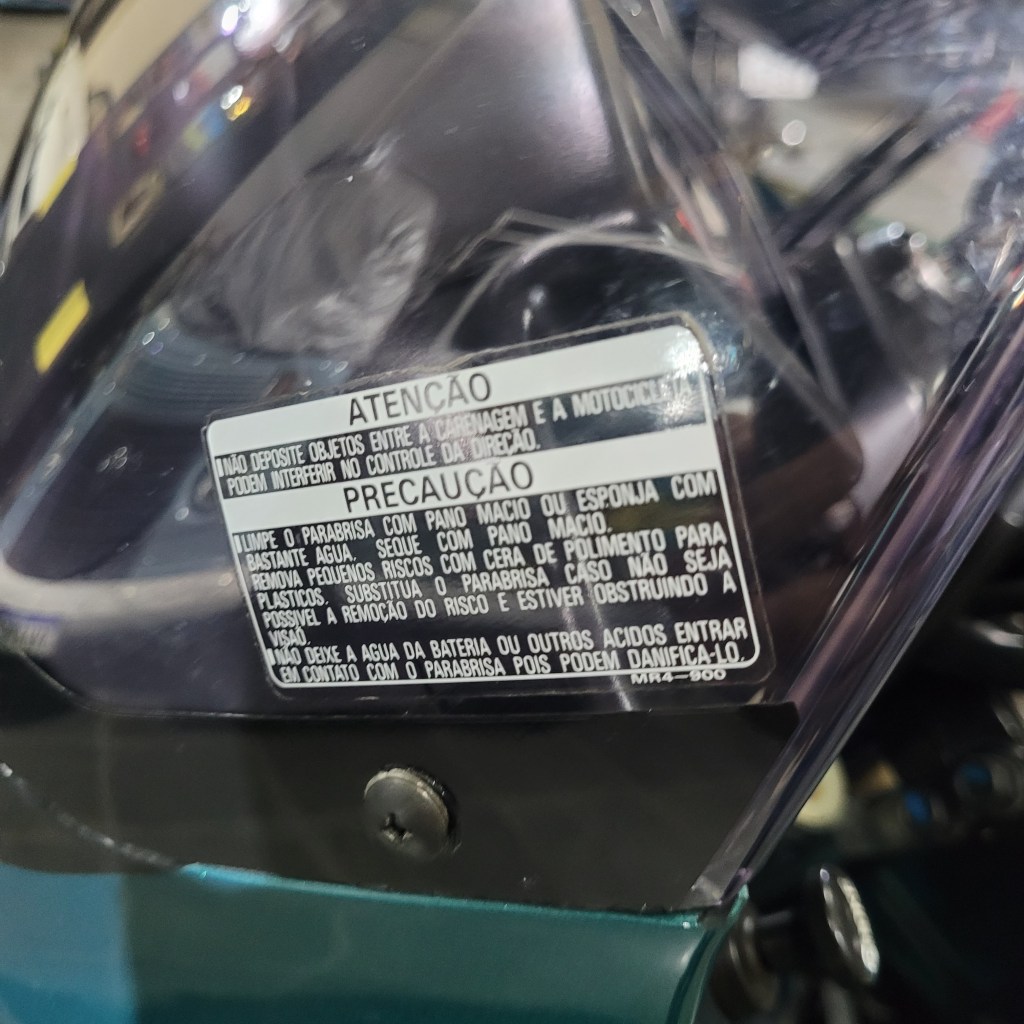 ATENÇÃO
NÃO DEPOSITE OBJETOS ENTRE A CARENAGEM E A MOTOCICLETA
PODEM INTERFERIR NO CONTROLE DA DIREÇÃO.
PRECAUÇÃO
LIMPE O PARABRISA COM PANO MACIO OU ESPONJA COM
BASTANTE AGUA. SEQUE COM PANO MACIO.
REMOVA PEQUENOS RISCOS COM CERA DE POLIMENTO PARA
PLASTICOS. SUBSTITUA O PARABRISA CASO NÃO SEJA
POSSIVEL A REMOÇÃO DO RISCO E ESTIVER OBSTRUINDO A
VISÃO.
NÃO DEIXE A AGUA DA BATERIA OU OUTROS ACIDOS ENTRAR
EM CONTATO COM O PARABRISA POIS PODEM DANIFICA-LO.
MR4-900